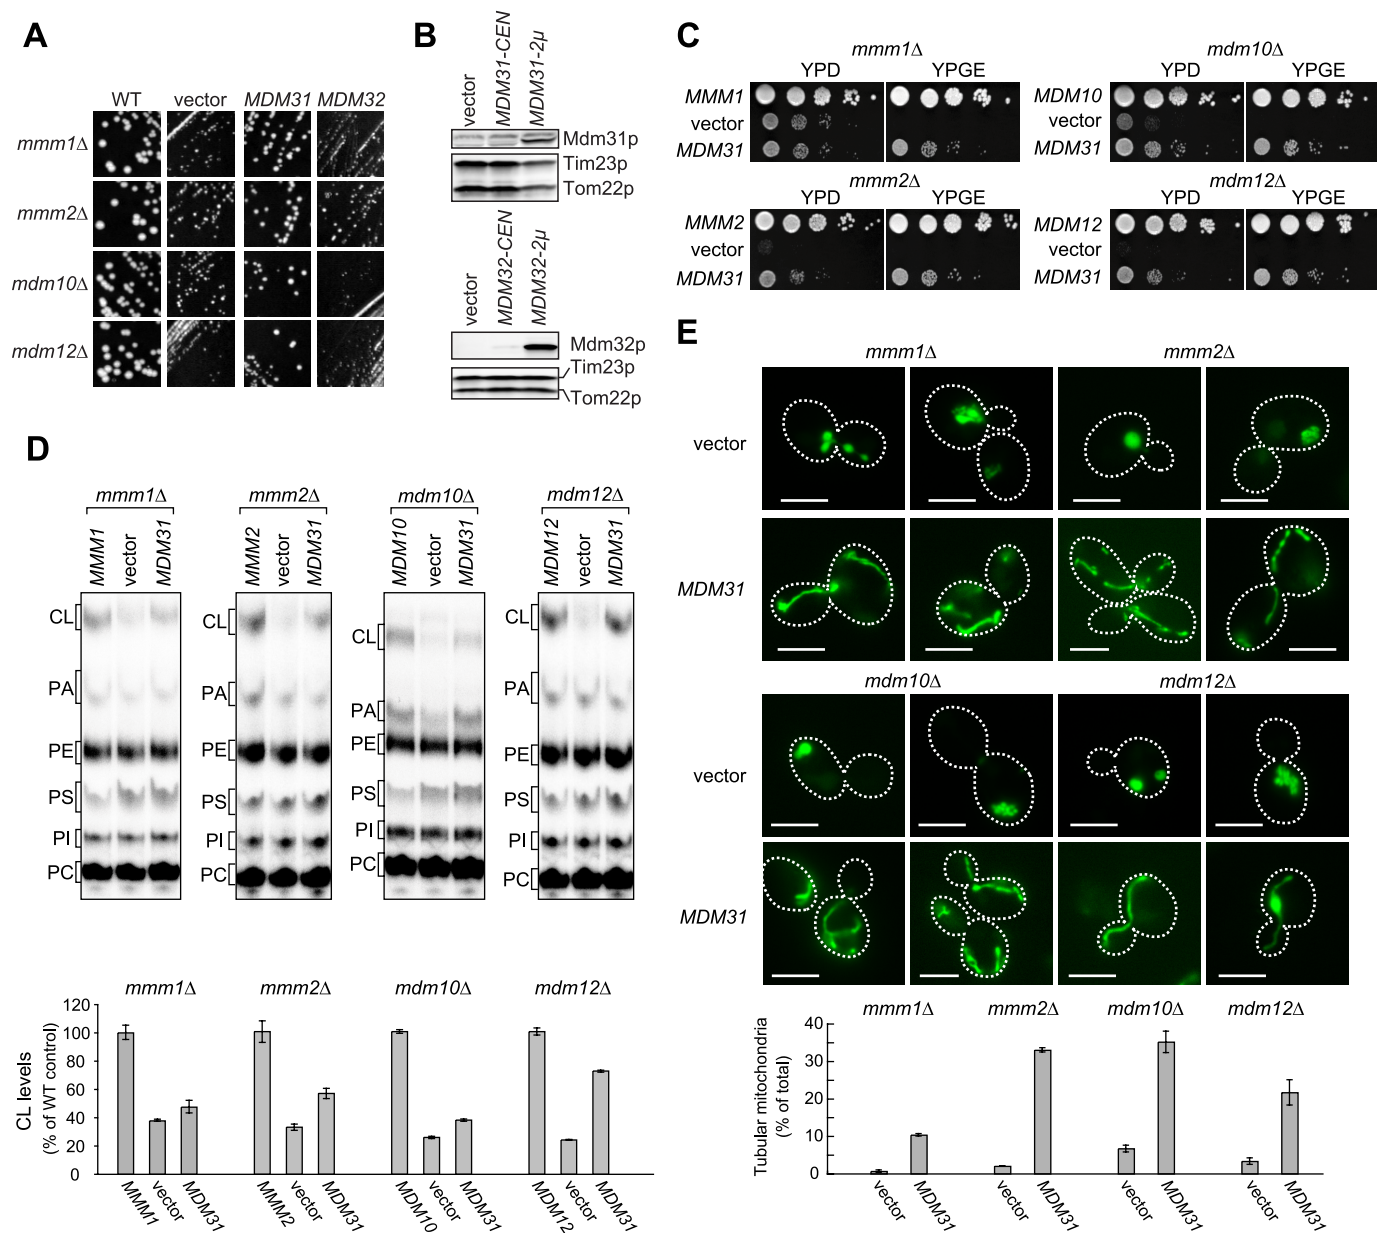 A
WT vector MDM31 MDM32
mmm1Δ
mmm2Δ
mdm10Δ
mdm12Δ
B
vector
MDM31-CEN
MDM31-2μ
Mdm31p
Tim23p
Tom22p
vector
MDM32-CEN
MDM32-2μ
Mdm32p
Tim23p
Tom22p
C
mmm1Δ
YPD YPGE
MMM1
vector
MDM31
mdm10Δ
YPD YPGE
MDM10
vector
MDM31
mmm2Δ
YPD YPGE
MMM2
vector
MDM31
mdm12Δ
YPD YPGE
MDM12
vector
MDM31
D
mmm1Δ
MMM1 vector MDM31
CL
PA
PE
PS
PI
PC
mmm2Δ
MMM2 vector MDM31
CL
PA
PE
PS
PI
PC
mdm10Δ
MDM10 vector MDM31
CL
PA
PE
PS
PI
PC
mdm12Δ
MDM12 vector MDM31
CL
PA
PE
PS
PI
PC
mmm1Δ mmm2Δ mdm10Δ mdm12Δ
CL levels
(% of WT control)
120
100
80
60
40
20
0
MMM1 vector MDM31 MMM2 vector MDM31 MDM10 vector MDM31 MDM12 vector MDM31
E
mmm1Δ mmm2Δ
vector
MDM31
mdm10Δ mdm12Δ
vector
MDM31
mmm1Δ mmm2Δ mdm10Δ mdm12Δ
Tubular mitochondria
(% of total)
40
30
20
10
0
vector MDM31 vector MDM31 vector MDM31 vector MDM31